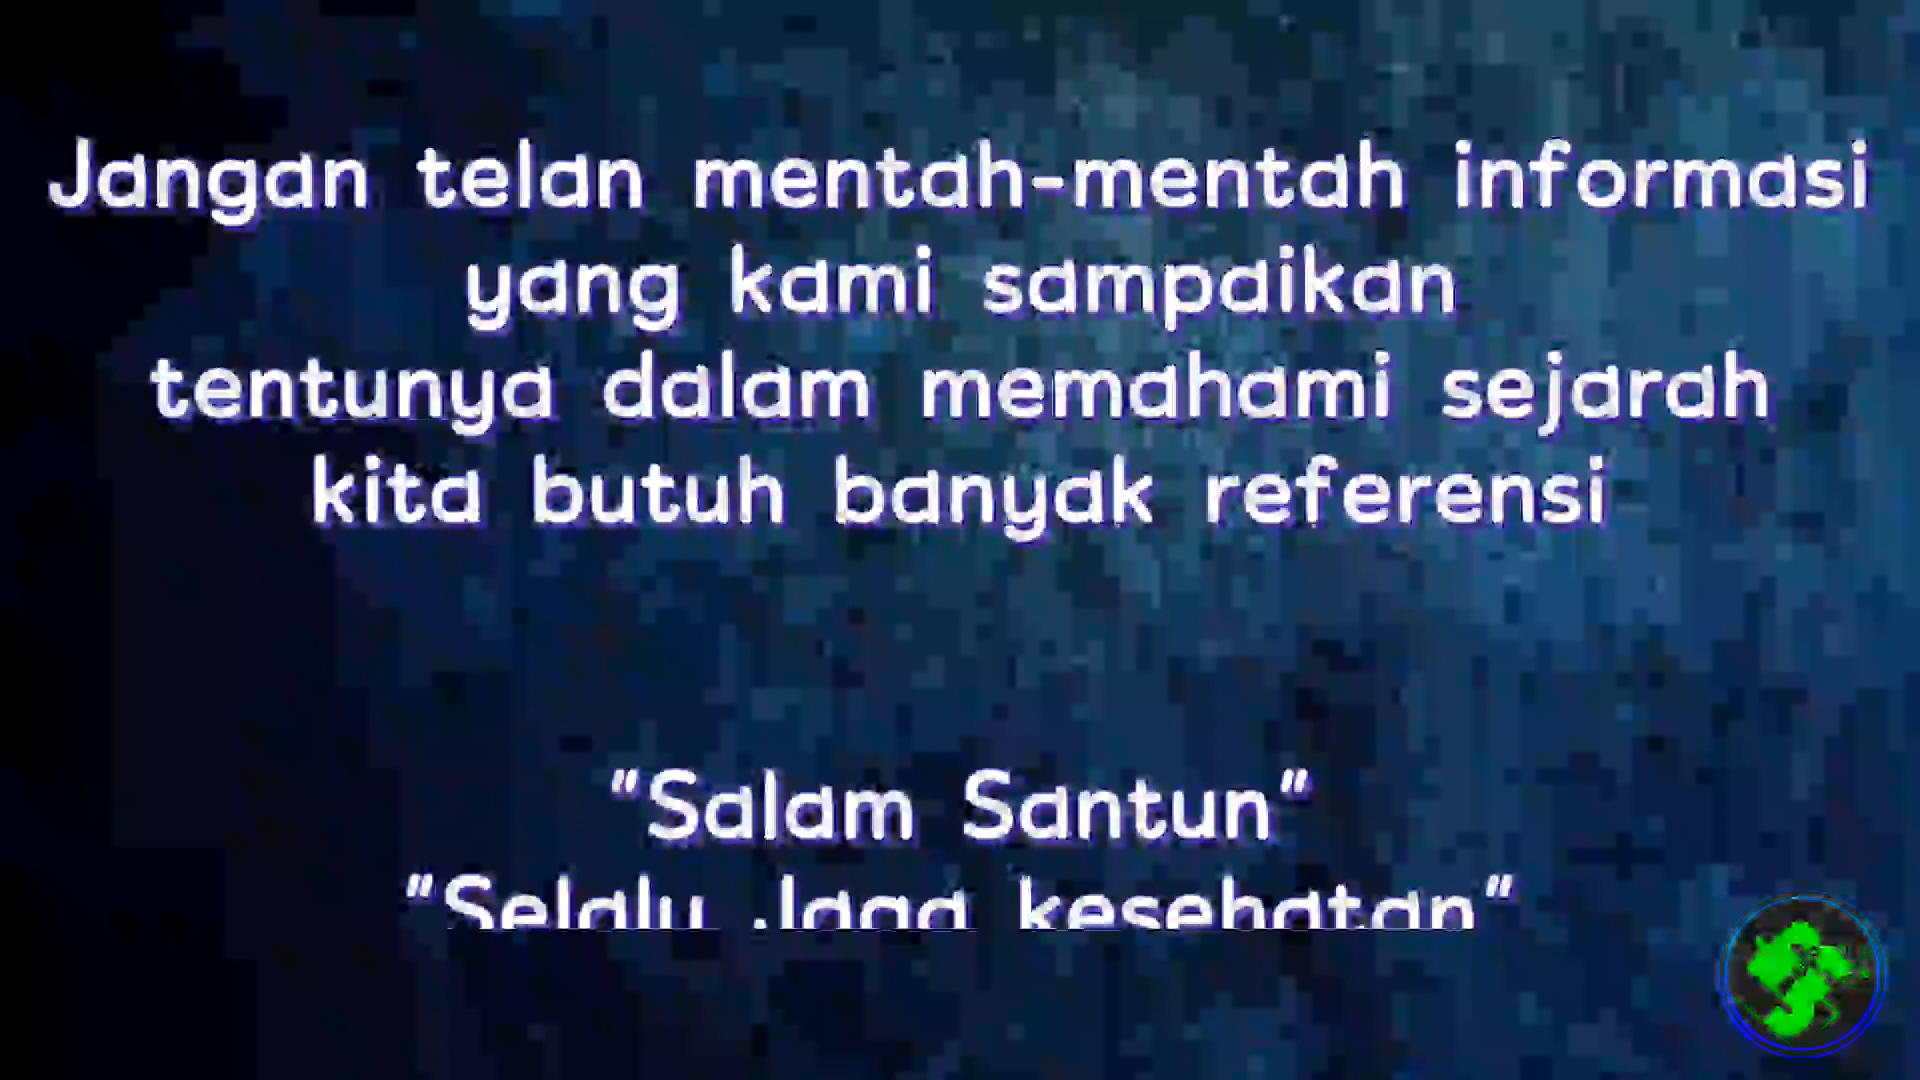 Jangan telan mentah-mentah informasi
yang kami sampaikan
tentunya dalam memahami sejarah
kita butuh banyak referensi
"Salam Santun"
"Selalu Jaga kesehatan"